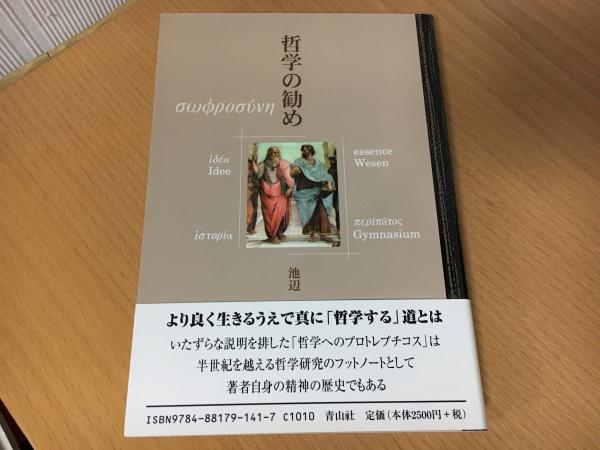 哲学の勧め
σωφροσύνη
ἰδέα
Idee
essence
Wesen
ἱστορία
περίπᾰτος
Gymnasium
池辺
より良く生きるうえで真に「哲学する」道とは
いたずらな説明を排した「哲学へのプロトレプチコス」は
半世紀を越える哲学研究のフットノートとして
著者自身の精神の歴史でもある
ISBN9784-88179-141-7 C1010 青山社 定価(本体2500円+税)